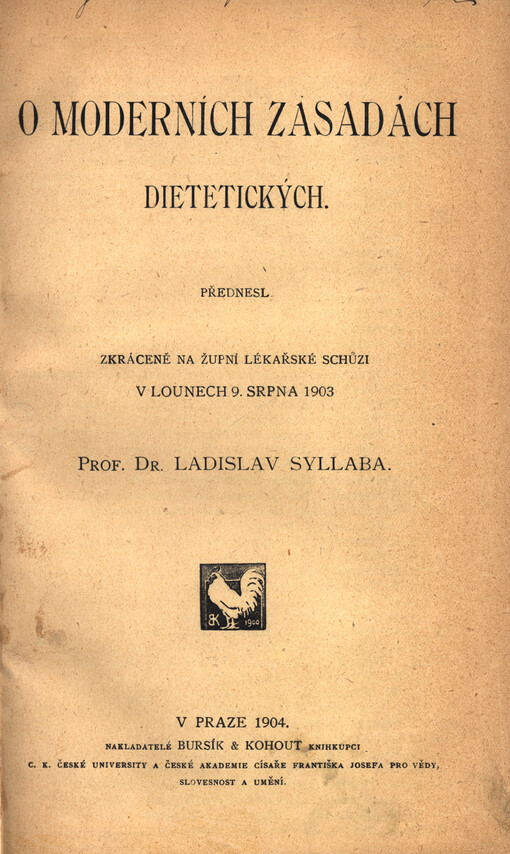 O MODERNÍCH ZÁSADÁCH
DIETETICKÝCH.
PŘEDNESL
ZKRÁCENĚ NA ŽUPNÍ LÉKAŘSKÉ SCHŮZI
V LOUNECH 9. SRPNA 1903
PROF. DR. LADISLAV SYLLABA.
BK 1900
V PRAZE 1904.
NAKLADATELÉ BURSÍK & KOHOUT KNIHKUPCI
C. K. ČESKÉ UNIVERSITY A ČESKÉ AKADEMIE CÍSAŘE FRANTIŠKA JOSEFA PRO VĚDY,
SLOVESNOST A UMĚNÍ.